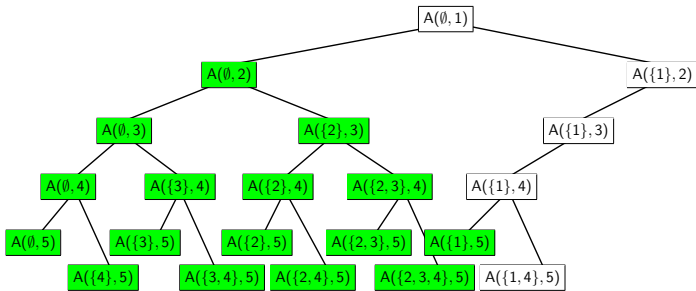 A(∅, 1)
A(∅, 2)
A({1}, 2)
A(∅, 3)
A({2}, 3)
A({1}, 3)
A(∅, 4)
A({3}, 4)
A({2}, 4)
A({2, 3}, 4)
A({1}, 4)
A(∅, 5)
A({3}, 5)
A({2}, 5)
A({2, 3}, 5)
A({1}, 5)
A({4}, 5)
A({3, 4}, 5)
A({2, 4}, 5)
A({2, 3, 4}, 5)
A({1, 4}, 5)